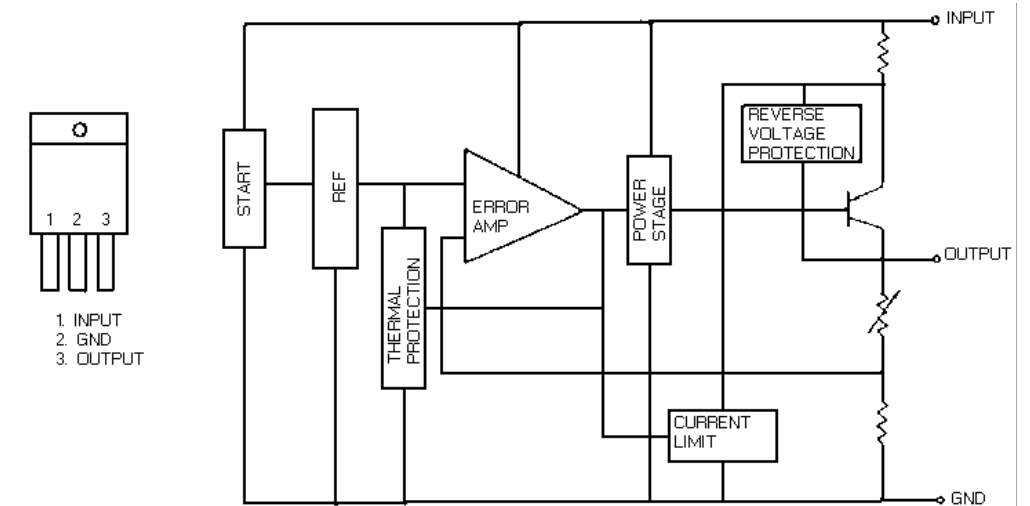 1 2 3
1. INPUT
2. GND
3. OUTPUT
START
REF
THERMAL
PROTECTION
ERROR
AMP
POWER
STAGE
REVERSE
VOLTAGE
PROTECTION
CURRENT
LIMIT
INPUT
OUTPUT
GND